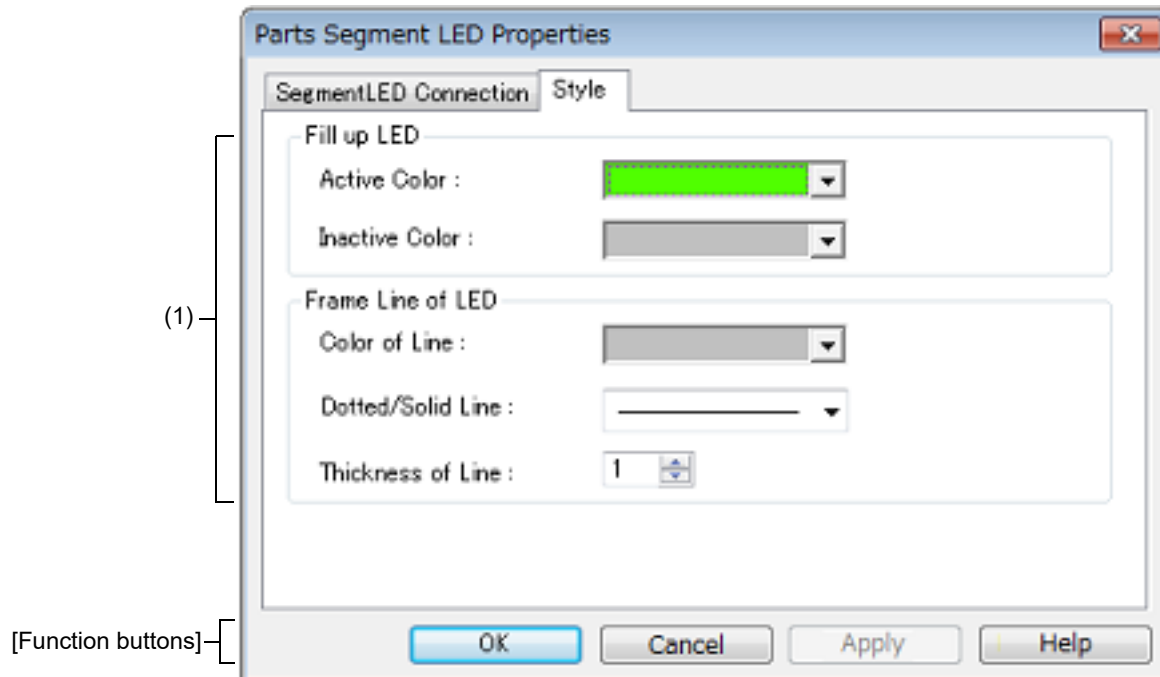 Parts Segment LED Properties
SegmentLED Connection Style
Fill up LED
Active Color :
Inactive Color :
(1)
Frame Line of LED
Color of Line :
Dotted/Solid Line :
Thickness of Line : 1
[Function buttons] OK Cancel Apply Help